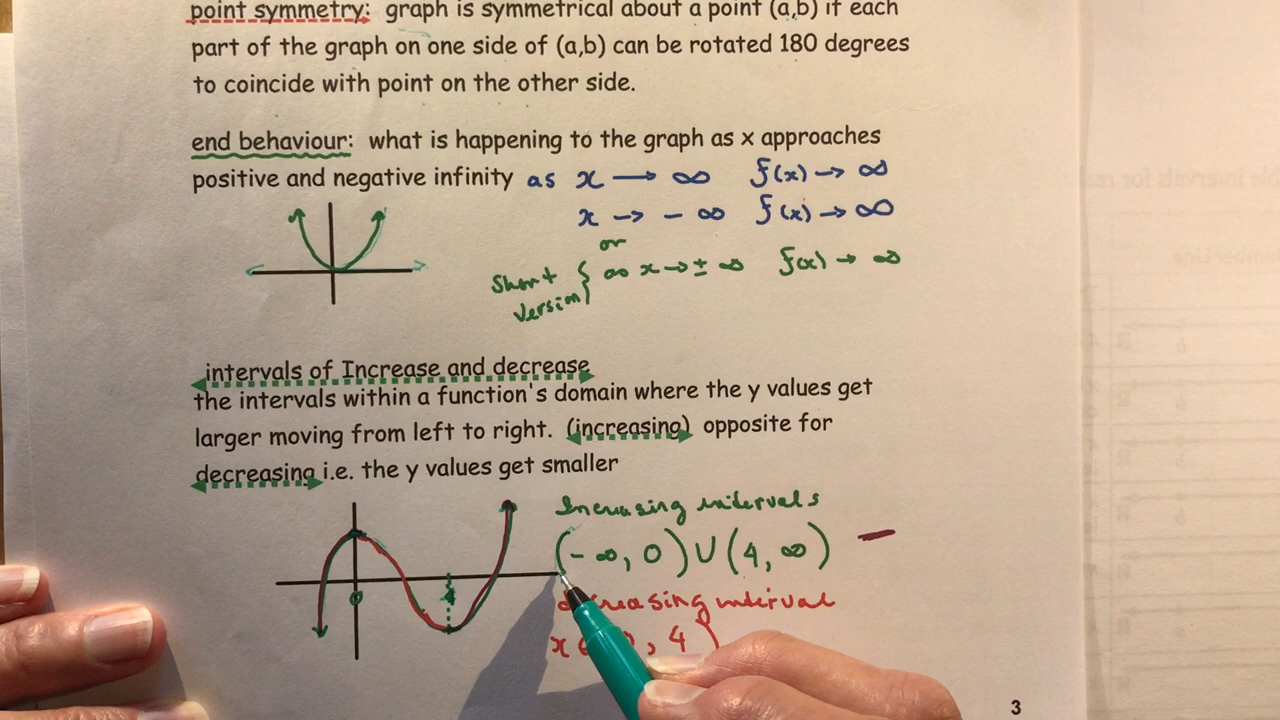 point symmetry: graph is symmetrical about a point (a,b) if each
part of the graph on one side of (a,b) can be rotated 180 degrees
to coincide with point on the other side.
end behaviour: what is happening to the graph as x approaches
positive and negative infinity as x → ∞ f(x) → ∞
x → - ∞ f(x) → ∞
or
Short version { as x → ± ∞ f(x) → ∞
intervals of Increase and decrease
the intervals within a function's domain where the y values get
larger moving from left to right. (increasing) opposite for
decreasing i.e. the y values get smaller
Increasing intervals
(- ∞, 0) U (4, ∞)
decreasing interval
0
4
x , 4)
3